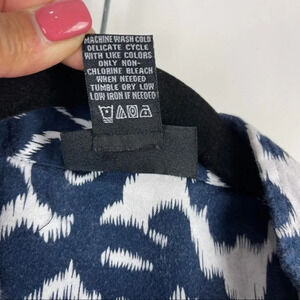 MACHINE WASH COLD
DELICATE CYCLE
WITH LIKE COLORS
ONLY NON-
CHLORINE BLEACH
WHEN NEEDED
TUMBLE DRY LOW
LOW IRON IF NEEDED